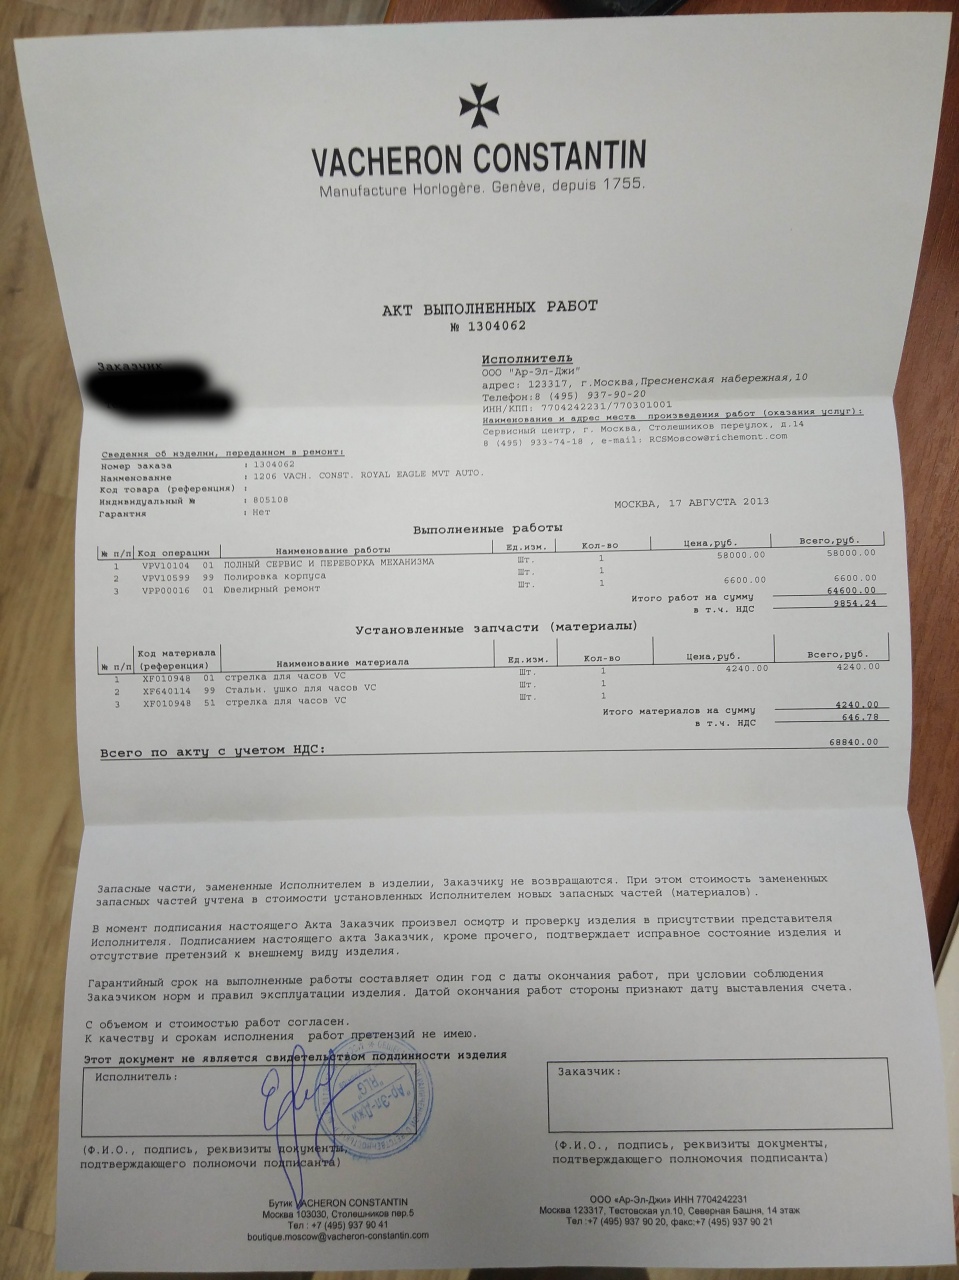 VACHERON CONSTANTIN
Manufacture Horlogère. Genève, depuis 1755.
АКТ ВЫПОЛНЕННЫХ РАБОТ
№ 1304062
Заказчик
Исполнитель
ООО "Ар-Эл-Джи"
адрес: 123317, г.Москва,Пресненская набережная,10
Телефон:8 (495) 937-90-20
ИНН/КПП: 7704242231/770301001
Наименование и адрес места произведения работ (оказания услуг):
Сервисный центр, г. Москва, Столешников переулок, д.14
8 (495) 933-74-18 , e-mail: RCSMoscow@richemont.com
Сведения об изделии, переданном в ремонт:
Номер заказа : 1304062
Наименование : 1206 VACH. CONST. ROYAL EAGLE MVT AUTO.
Код товара (референция) :
Индивидуальный № : 805108
Гарантия : Нет
МОСКВА, 17 АВГУСТА 2013
Выполненные работы
№ п/п Код операции Наименование работы Ед.изм. Кол-во Цена,руб. Всего,руб.
1 VPV10104 01 ПОЛНЫЙ СЕРВИС И ПЕРЕБОРКА МЕХАНИЗМА Шт. 1 58000.00 58000.00
2 VPV10599 99 Полировка корпуса Шт. 1
3 VPP00016 01 Ювелирный ремонт Шт. 1 6600.00 6600.00
Итого работ на сумму 64600.00
в т.ч. НДС 9854.24
Установленные запчасти (материалы)
№ п/п Код материала (референция) Наименование материала Ед.изм. Кол-во Цена,руб. Всего,руб.
1 XF010948 01 стрелка для часов VC Шт. 1 4240.00 4240.00
2 XF640114 99 Стальн. ушко для часов VC Шт. 1
3 XF010948 51 стрелка для часов VC Шт. 1
Итого материалов на сумму 4240.00
в т.ч. НДС 646.78
Всего по акту с учетом НДС: 68840.00
Запасные части, замененные Исполнителем в изделии, Заказчику не возвращаются. При этом стоимость замененных
запасных частей учтена в стоимости установленных Исполнителем новых запасных частей (материалов).
В момент подписания настоящего Акта Заказчик произвел осмотр и проверку изделия в присутствии представителя
Исполнителя. Подписанием настоящего акта Заказчик, кроме прочего, подтверждает исправное состояние изделия и
отсутствие претензий к внешнему виду изделия.
Гарантийный срок на выполненные работы составляет один год с даты окончания работ, при условии соблюдения
Заказчиком норм и правил эксплуатации изделия. Датой окончания работ стороны признают дату выставления счета.
С объемом и стоимостью работ согласен.
К качеству и срокам исполнения работ претензий не имею.
Этот документ не является свидетельством подлинности изделия
Исполнитель:
"Ар-Эл-Джи"
"RLG"
(Ф.И.О., подпись, реквизиты документы,
подтверждающего полномочи подписанта)
Заказчик:
(Ф.И.О., подпись, реквизиты документы,
подтверждающего полномочия подписанта)
Бутик VACHERON CONSTANTIN
Москва 103030, Столешников пер.5
Тел : +7 (495) 937 90 41
boutique.moscow@vacheron-constantin.com
ООО «Ар-Эл-Джи» ИНН 7704242231
Москва 123317, Тестовская ул.10, Северная Башня, 14 этаж
Тел :+7 (495) 937 90 20, факс:+7 (495) 937 90 21